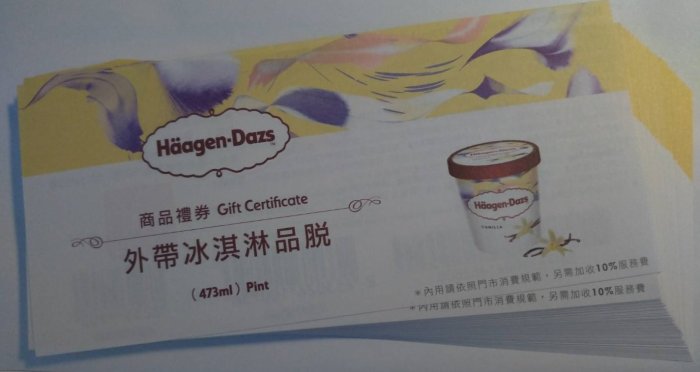 Häagen-Dazs
商品禮券 Gift Certificate
外帶冰淇淋品脫
（473ml）Pint
Häagen-Dazs
VANILLA
＊內用請依照門市消費規範，另需加收10%服務費
＊內用請依照門市消費規範，另需加收10%服務費